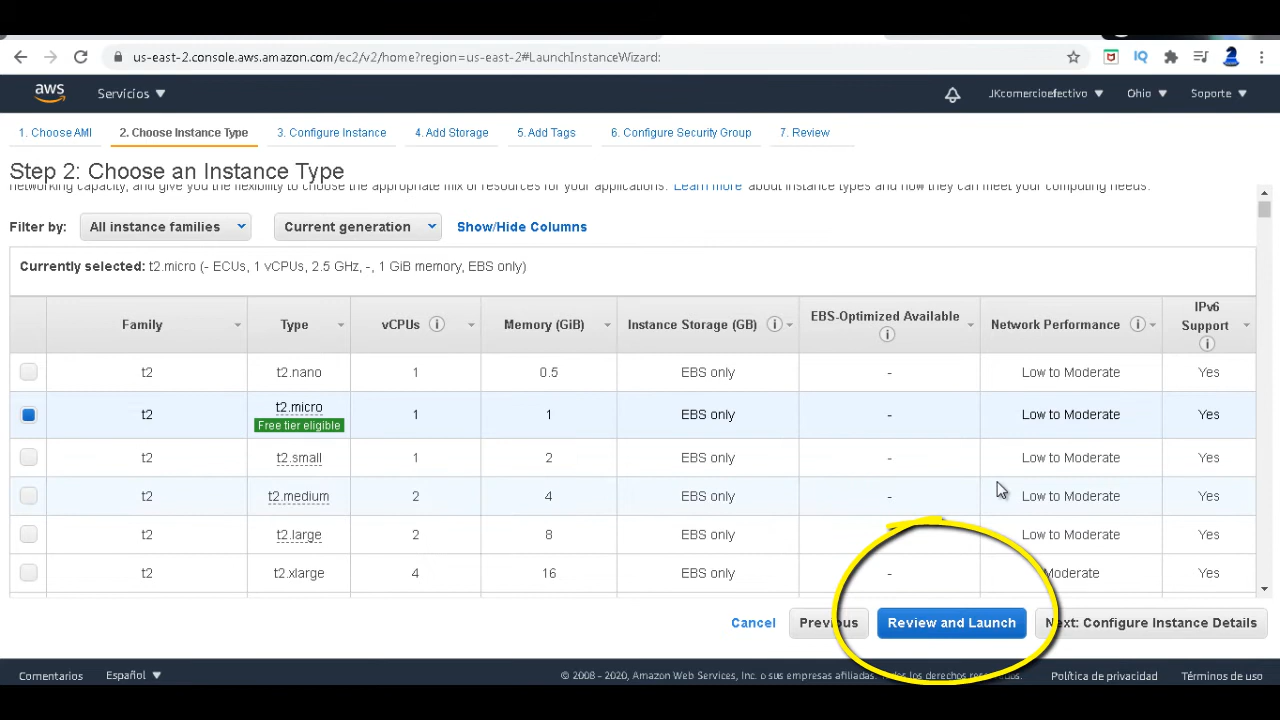 us-east-2.console.aws.amazon.com/ec2/v2/home?region=us-east-2#LaunchInstanceWizard:
IQ
aws
Servicios
JKcomercioefectivo
Ohio
Soporte
1. Choose AMI 2. Choose Instance Type 3. Configure Instance 4. Add Storage 5. Add Tags 6. Configure Security Group 7. Review
Step 2: Choose an Instance Type
networking capacity, and give you the flexibility to choose the appropriate mix of resources for your applications. Learn more about instance types and how they can meet your computing needs.
Filter by: All instance families Current generation Show/Hide Columns
Currently selected: t2.micro (- ECUs, 1 vCPUs, 2.5 GHz, -, 1 GiB memory, EBS only)
Family Type vCPUs Memory (GiB) Instance Storage (GB) EBS-Optimized Available Network Performance IPv6 Support
t2 t2.nano 1 0.5 EBS only - Low to Moderate Yes
t2 t2.micro 1 1 EBS only - Low to Moderate Yes
Free tier eligible
t2 t2.small 1 2 EBS only - Low to Moderate Yes
t2 t2.medium 2 4 EBS only - Low to Moderate Yes
t2 t2.large 2 8 EBS only - Low to Moderate Yes
t2 t2.xlarge 4 16 EBS only - Moderate Yes
Cancel Previous Review and Launch Next: Configure Instance Details
Comentarios Español © 2008 - 2020, Amazon Web Services, Inc. o sus empresas afiliadas. Todos los derechos reservados. Política de privacidad Términos de uso